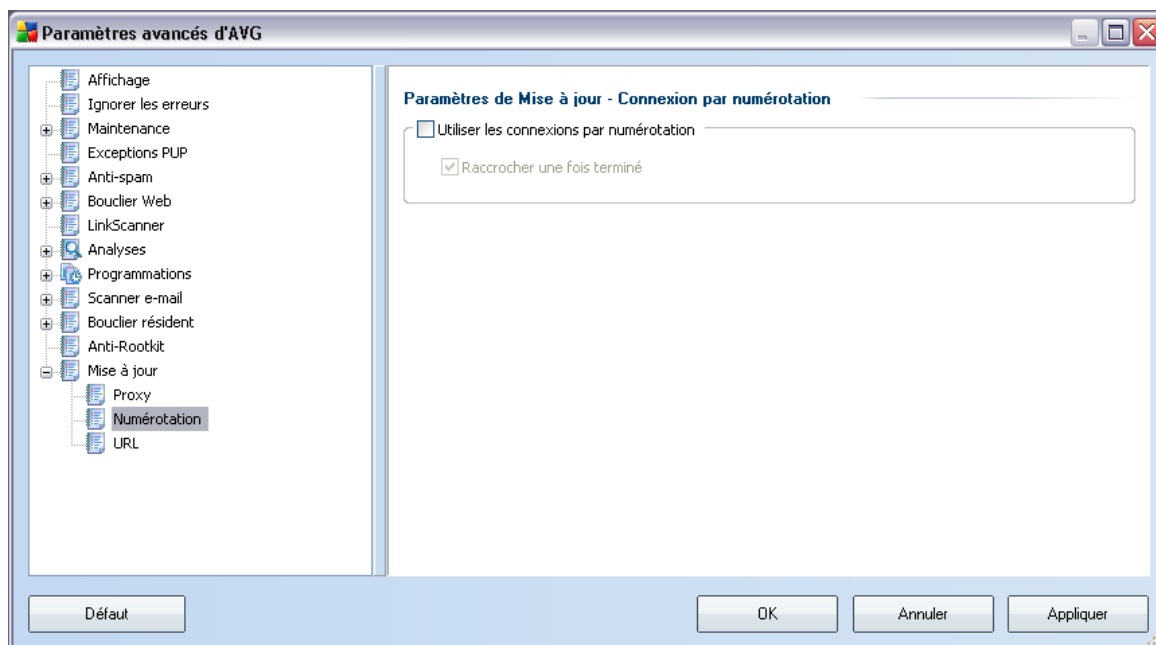 Paramètres avancés d'AVG
Affichage
Ignorer les erreurs
Maintenance
Exceptions PUP
Anti-spam
Bouclier Web
LinkScanner
Analyses
Programmations
Scanner e-mail
Bouclier résident
Anti-Rootkit
Mise à jour
Proxy
Numérotation
URL
Paramètres de Mise à jour - Connexion par numérotation
Utiliser les connexions par numérotation
Raccrocher une fois terminé
Défaut
OK
Annuler
Appliquer